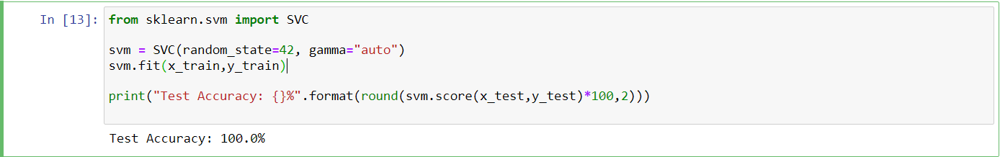 In [13]: from sklearn.svm import SVC
svm = SVC(random_state=42, gamma="auto")
svm.fit(x_train,y_train)
print("Test Accuracy: {}%".format(round(svm.score(x_test,y_test)*100,2)))
Test Accuracy: 100.0%